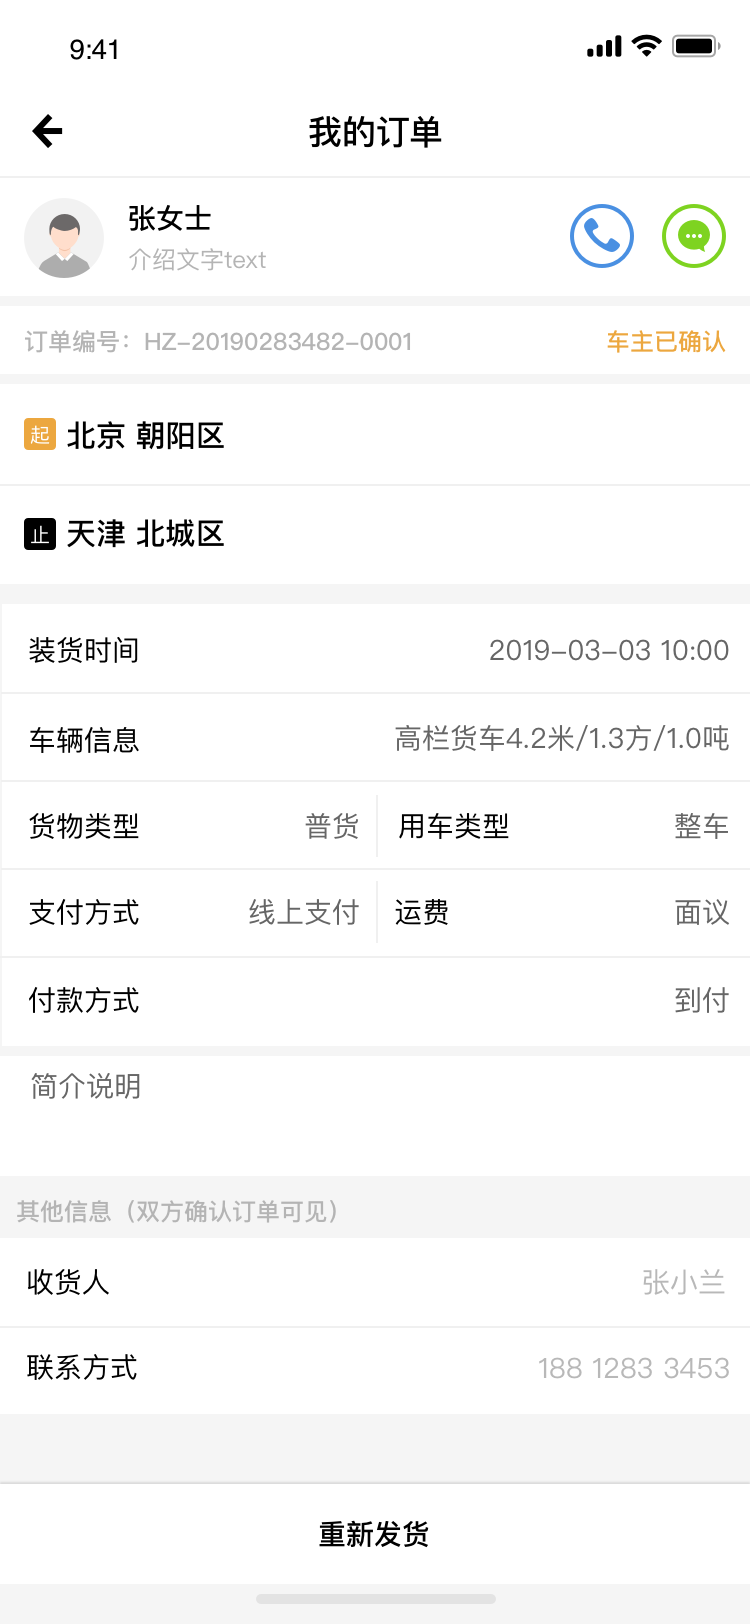 9:41
我的订单
张女士
介绍文字text
订单编号：HZ-20190283482-0001 车主已确认
起 北京 朝阳区
止 天津 北城区
装货时间 2019-03-03 10:00
车辆信息 高栏货车4.2米/1.3方/1.0吨
货物类型 普货 用车类型 整车
支付方式 线上支付 运费 面议
付款方式 到付
简介说明
其他信息（双方确认订单可见）
收货人 张小兰
联系方式 188 1283 3453
重新发货